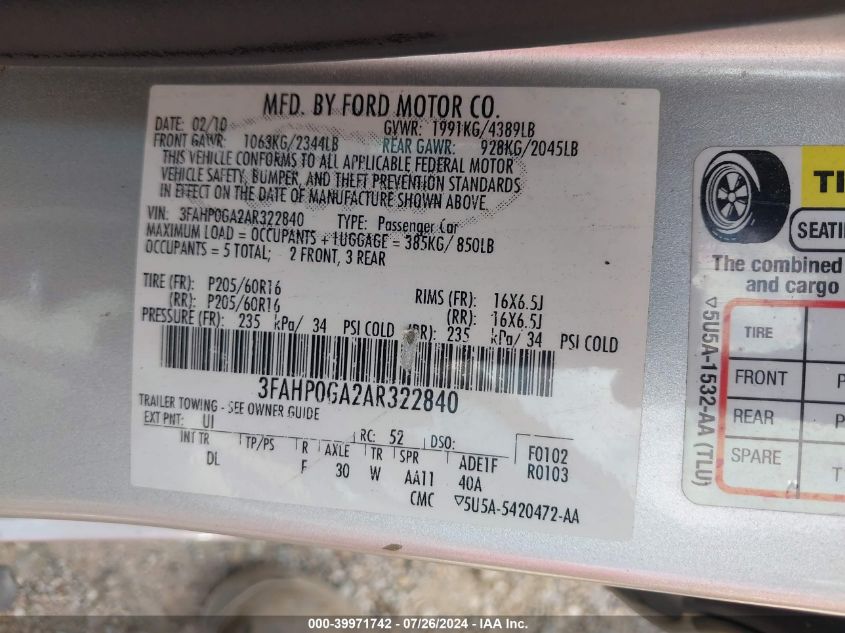 MFD. BY FORD MOTOR CO.
DATE: 02/10 GVWR: 1991KG/4389LB
FRONT GAWR: 1063KG/2344LB REAR GAWR: 928KG/2045LB
THIS VEHICLE CONFORMS TO ALL APPLICABLE FEDERAL MOTOR
VEHICLE SAFETY, BUMPER, AND THEFT PREVENTION STANDARDS
IN EFFECT ON THE DATE OF MANUFACTURE SHOWN ABOVE.
VIN: 3FAHP0GA2AR322840 TYPE: Passenger Car
MAXIMUM LOAD = OCCUPANTS + LUGGAGE = 385KG/ 850LB
OCCUPANTS = 5 TOTAL; 2 FRONT, 3 REAR
TIRE (FR): P205/60R16 RIMS (FR): 16X6.5J
(RR): P205/60R16 (RR): 16X6.5J
PRESSURE (FR): 235 kPa/ 34 PSI COLD (RR): 235 kPa/ 34 PSI COLD
3FAHP0GA2AR322840
TRAILER TOWING - SEE OWNER GUIDE
EXT PNT: UI RC: 52 DSO: F0102
R0103
INT TR TP/PS R AXLE TR SPR ADE1F
DL F 30 W AA11 40A
CMC ▽5U5A-5420472-AA
TI
SEATI
The combined
and cargo
TIRE
FRONT P
REAR P
SPARE T
▽5U5A-1532-AA (TLU)
000-39971742 / 07/26/2024 / IAA Inc.